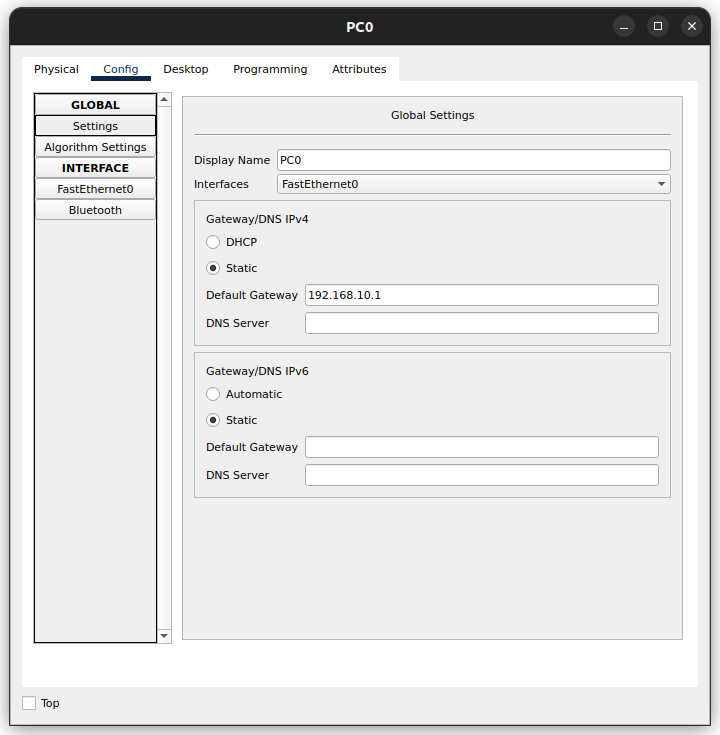 PC0
Physical Config Desktop Programming Attributes
GLOBAL
Settings
Algorithm Settings
INTERFACE
FastEthernet0
Bluetooth
Global Settings
Display Name PC0
Interfaces FastEthernet0
Gateway/DNS IPv4
DHCP
Static
Default Gateway 192.168.10.1
DNS Server
Gateway/DNS IPv6
Automatic
Static
Default Gateway
DNS Server
Top